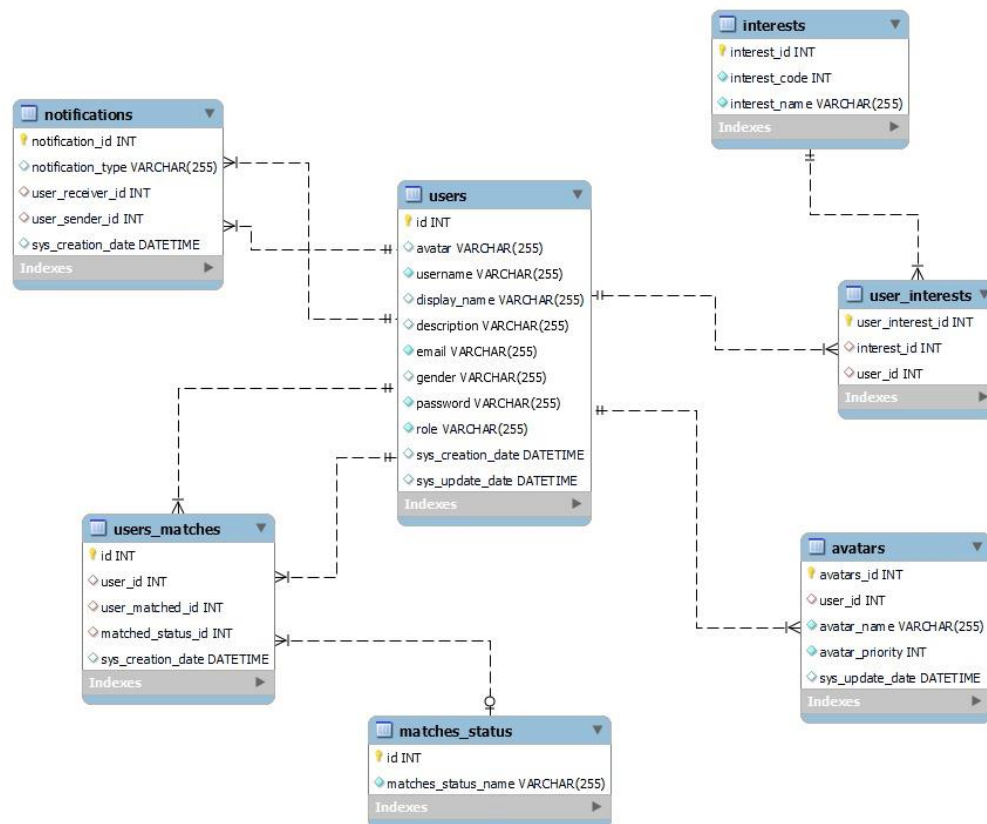 interests
interest_id INT
interest_code INT
interest_name VARCHAR(255)
Indexes
notifications
notification_id INT
notification_type VARCHAR(255)
user_receiver_id INT
user_sender_id INT
sys_creation_date DATETIME
Indexes
users
id INT
avatar VARCHAR(255)
username VARCHAR(255)
display_name VARCHAR(255)
description VARCHAR(255)
email VARCHAR(255)
gender VARCHAR(255)
password VARCHAR(255)
role VARCHAR(255)
sys_creation_date DATETIME
sys_update_date DATETIME
Indexes
user_interests
user_interest_id INT
interest_id INT
user_id INT
Indexes
users_matches
id INT
user_id INT
user_matched_id INT
matched_status_id INT
sys_creation_date DATETIME
Indexes
avatars
avatars_id INT
user_id INT
avatar_name VARCHAR(255)
avatar_priority INT
sys_update_date DATETIME
Indexes
matches_status
id INT
matches_status_name VARCHAR(255)
Indexes